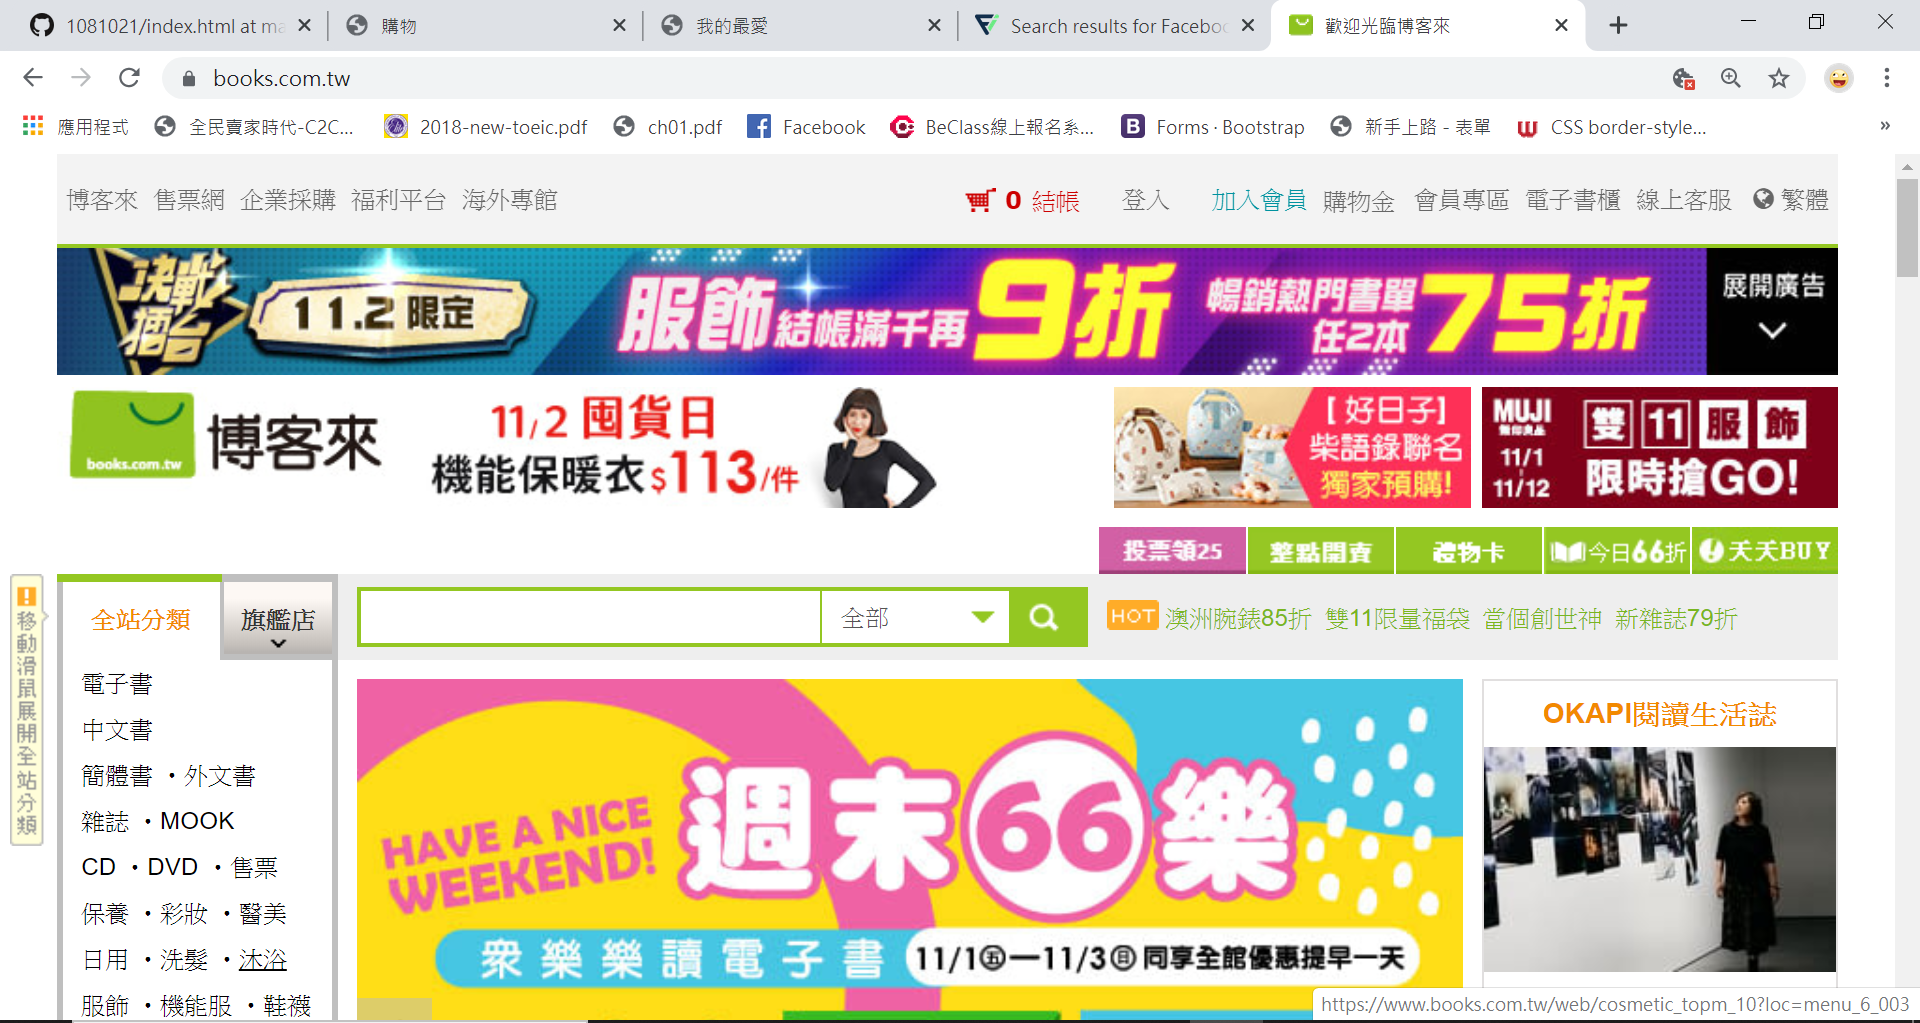 1081021/index.html at ma
購物
我的最愛
Search results for Faceboo
歡迎光臨博客來
books.com.tw
應用程式
全民賣家時代-C2C...
2018-new-toeic.pdf
ch01.pdf
Facebook
BeClass線上報名系...
Forms · Bootstrap
新手上路 - 表單
CSS border-style...
»
博客來 售票網 企業採購 福利平台 海外專館
0 結帳 登入 加入會員 購物金 會員專區 電子書櫃 線上客服 繁體
決戰擂台
11.2 限定
服飾結帳滿千再9折
暢銷熱門書單
任2本75折
展開廣告
books.com.tw
博客來
11/2 囤貨日
機能保暖衣$113/件
[ 好日子]
柴語錄聯名
獨家預購!
MUJI
無印良品
11/1
11/12
雙11服飾
限時搶GO!
投票領25 整點開賣 禮物卡 今日66折 天天BUY
移動滑鼠展開全站分類
全站分類 旗艦店
全部
HOT 澳洲腕錶85折 雙11限量福袋 當個創世神 新雜誌79折
電子書
中文書
簡體書 ・外文書
雜誌 ・MOOK
CD ・DVD ・售票
保養 ・彩妝 ・醫美
日用 ・洗髮 ・沐浴
服飾 ・機能服 ・鞋襪
HAVE A NICE
WEEKEND!
週末66樂
眾樂樂讀電子書
11/1㊄—11/3㊐ 同享全館優惠提早一天
OKAPI閱讀生活誌
https://www.books.com.tw/web/cosmetic_topm_10?loc=menu_6_003